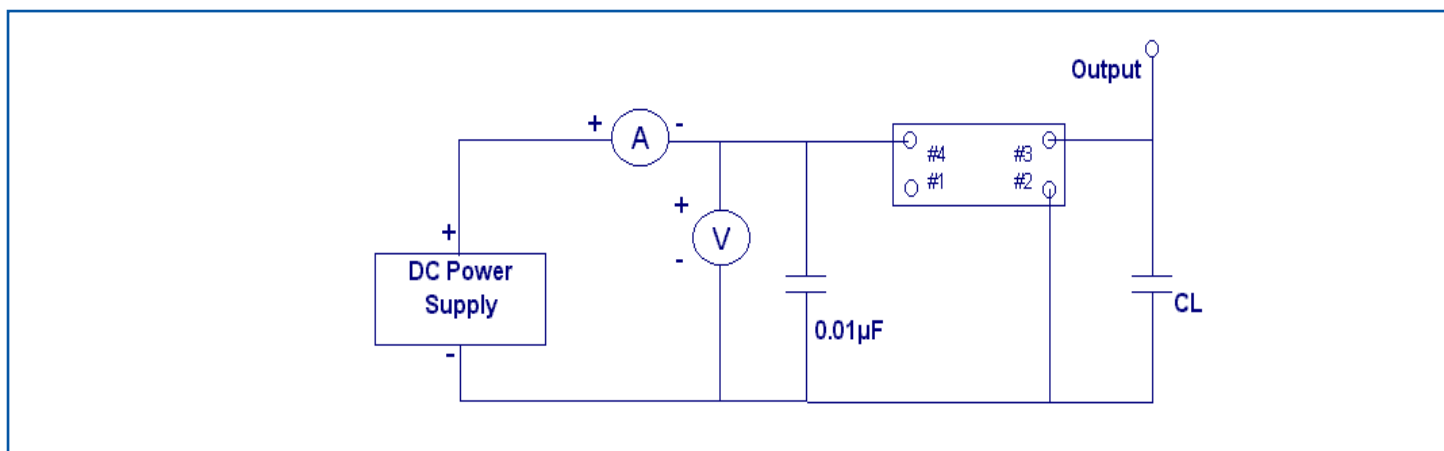 Output
+ A -
#4 #3
#1 #2
+
V
-
+
DC Power
Supply
-
0.01µF
CL